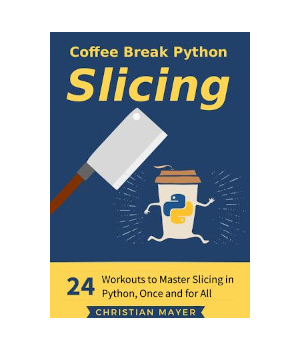 Coffee Break Python
Slicing
24
Workouts to Master Slicing in
Python, Once and for All
CHRISTIAN MAYER